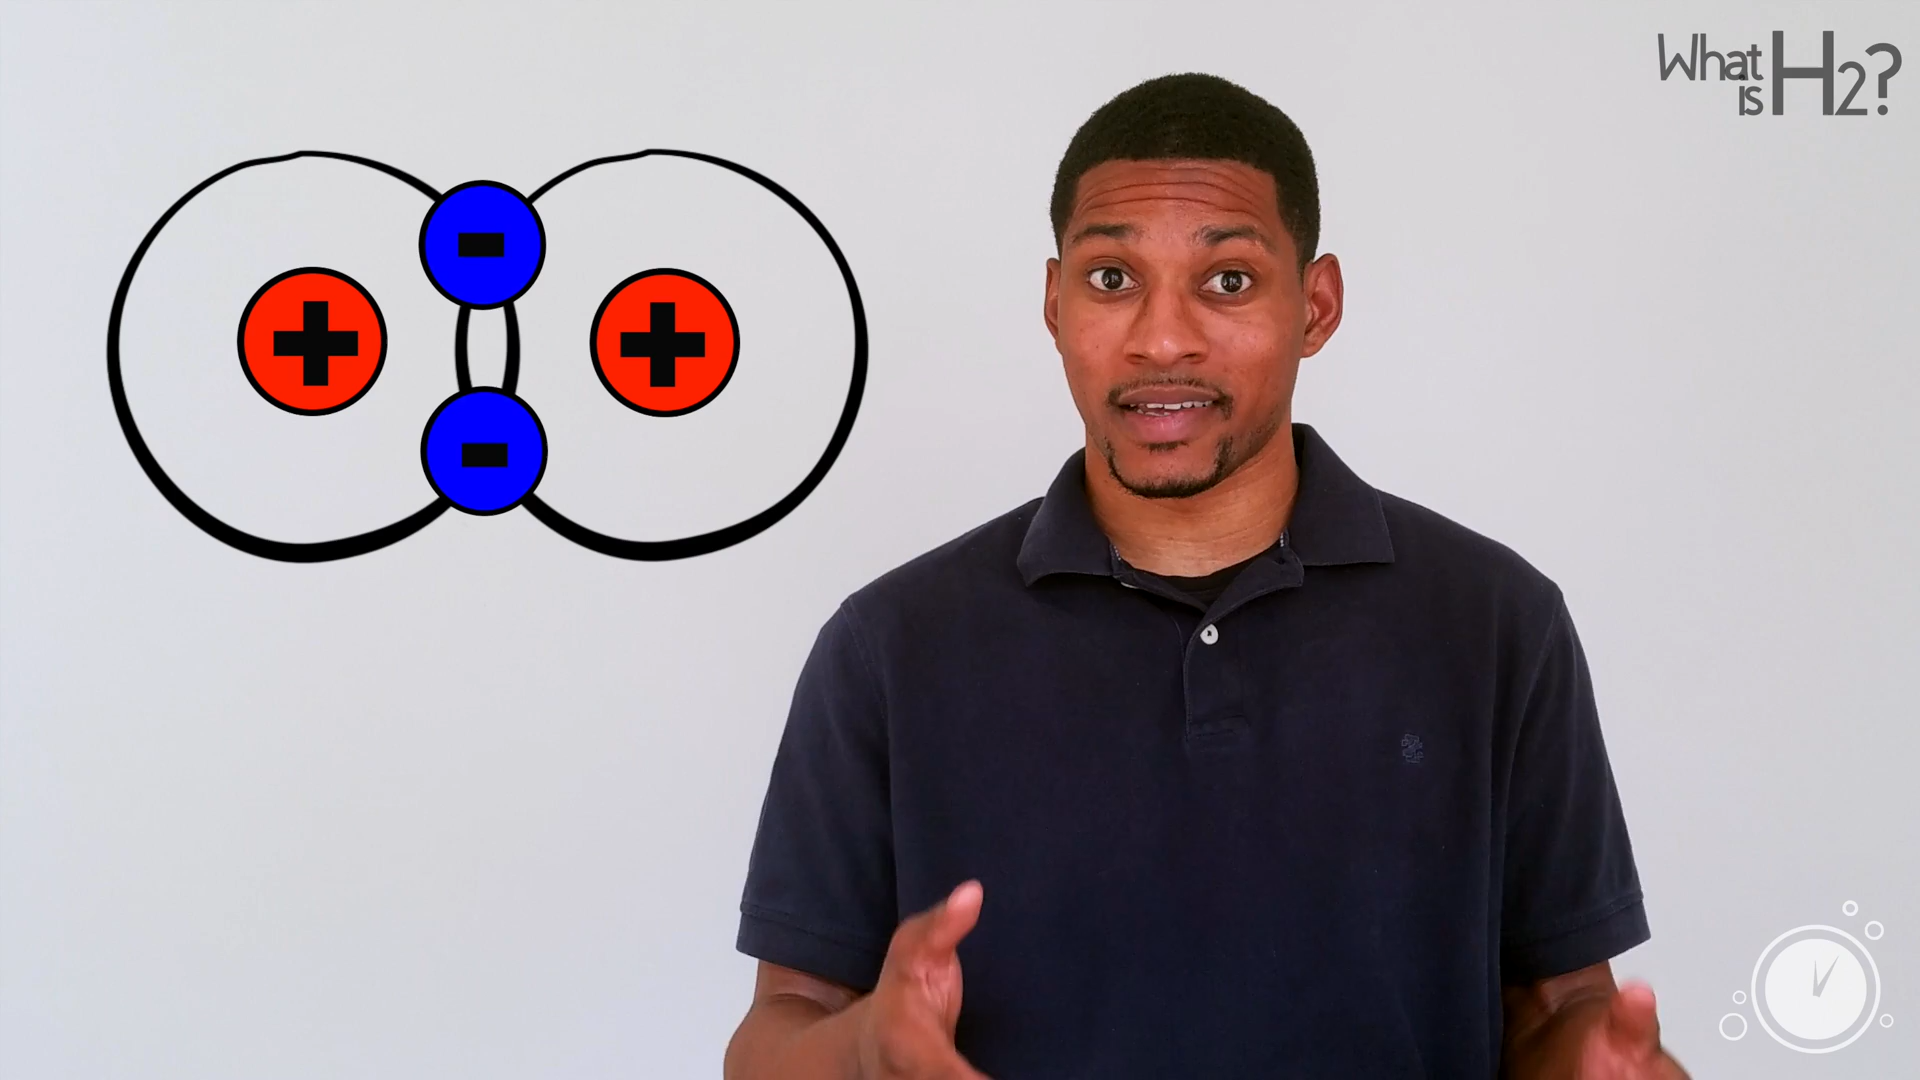 What
is H2?
+
-
+
-